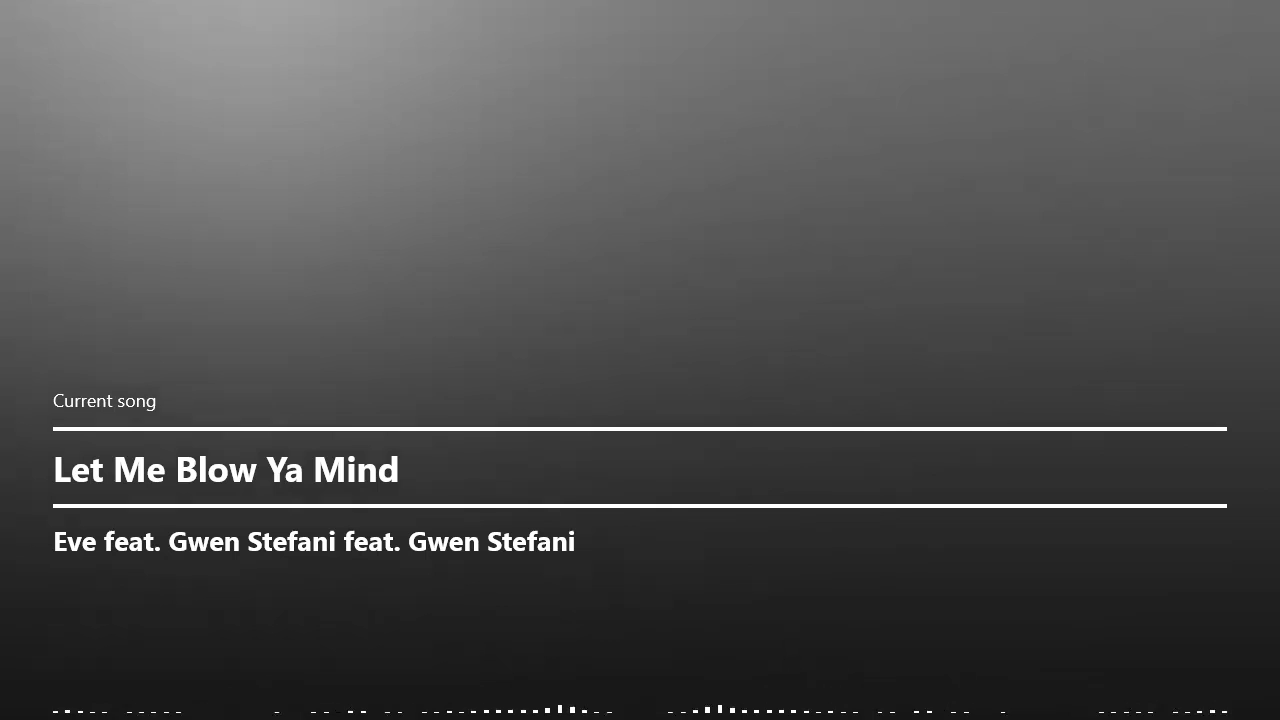 Current song
Let Me Blow Ya Mind
Eve feat. Gwen Stefani feat. Gwen Stefani